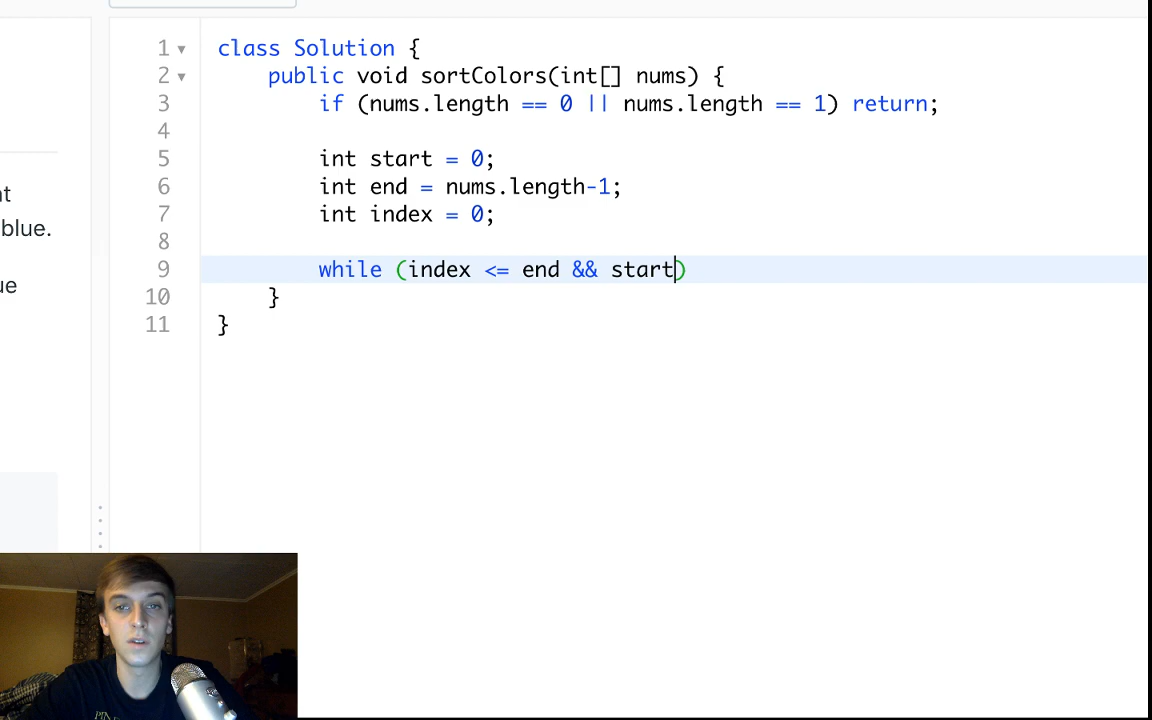 nt
blue.
ue
1 class Solution {
2 public void sortColors(int[] nums) {
3 if (nums.length == 0 || nums.length == 1) return;
4
5 int start = 0;
6 int end = nums.length-1;
7 int index = 0;
8
9 while (index <= end && start)
10 }
11 }